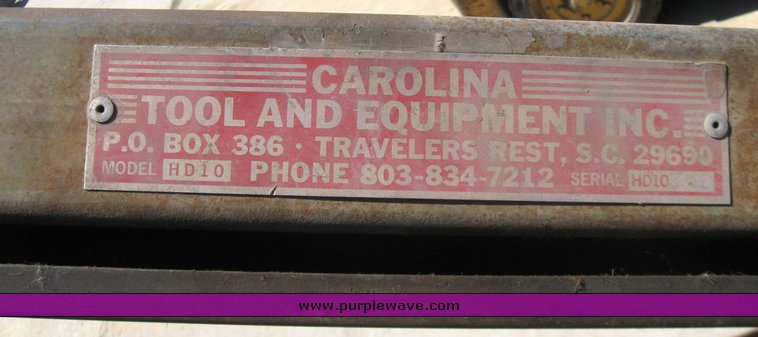 CAROLINA
TOOL AND EQUIPMENT INC.
P.O. BOX 386 · TRAVELERS REST, S.C. 29690
MODEL HD10 PHONE 803-834-7212 SERIAL HD10
www.purplewave.com